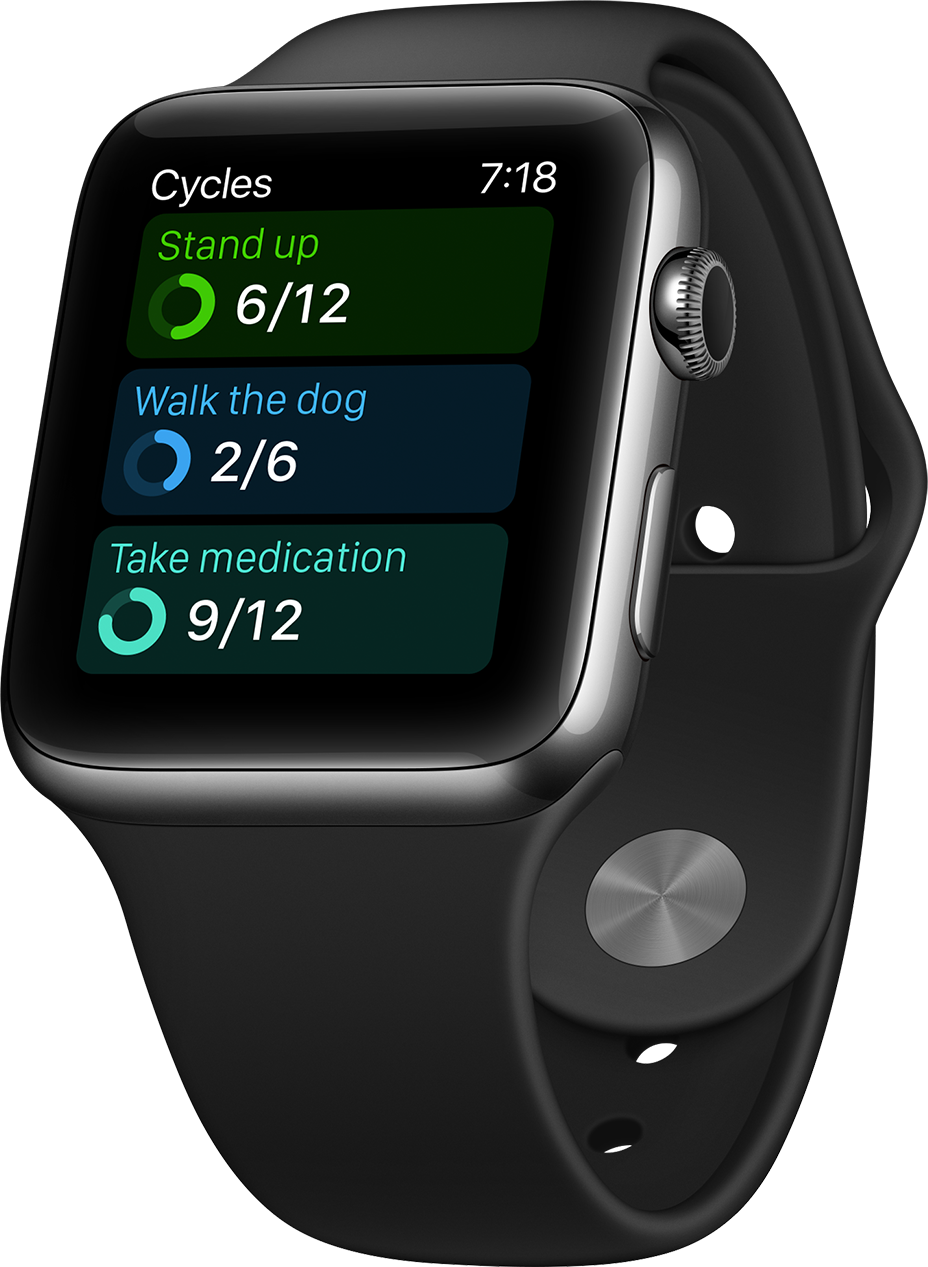 Cycles 7:18
Stand up
6/12
Walk the dog
2/6
Take medication
9/12